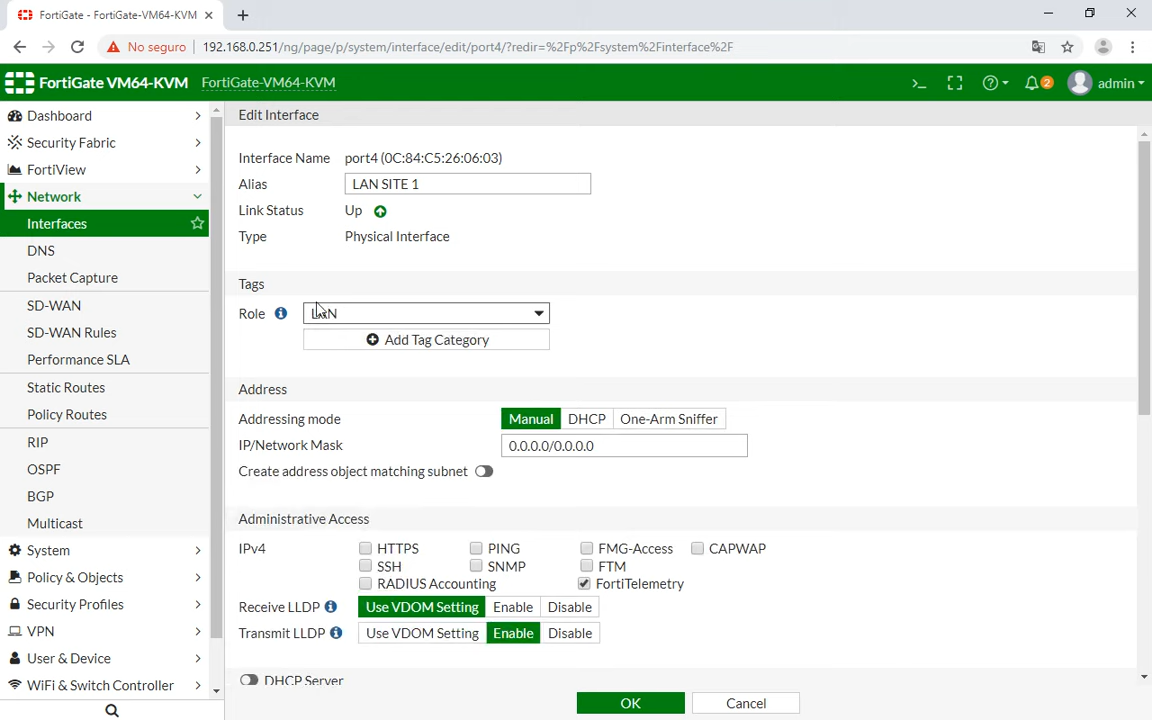 FortiGate - FortiGate-VM64-KVM
No seguro 192.168.0.251/ng/page/p/system/interface/edit/port4/?redir=%2Fp%2Fsystem%2Finterface%2F
FortiGate VM64-KVM FortiGate-VM64-KVM 2 admin
Dashboard
Security Fabric
FortiView
Network
Interfaces
DNS
Packet Capture
SD-WAN
SD-WAN Rules
Performance SLA
Static Routes
Policy Routes
RIP
OSPF
BGP
Multicast
System
Policy & Objects
Security Profiles
VPN
User & Device
WiFi & Switch Controller
Edit Interface
Interface Name port4 (0C:84:C5:26:06:03)
Alias LAN SITE 1
Link Status Up
Type Physical Interface
Tags
Role LAN
Add Tag Category
Address
Addressing mode Manual DHCP One-Arm Sniffer
IP/Network Mask 0.0.0.0/0.0.0.0
Create address object matching subnet
Administrative Access
IPv4 HTTPS PING FMG-Access CAPWAP
SSH SNMP FTM
RADIUS Accounting FortiTelemetry
Receive LLDP Use VDOM Setting Enable Disable
Transmit LLDP Use VDOM Setting Enable Disable
DHCP Server
OK Cancel